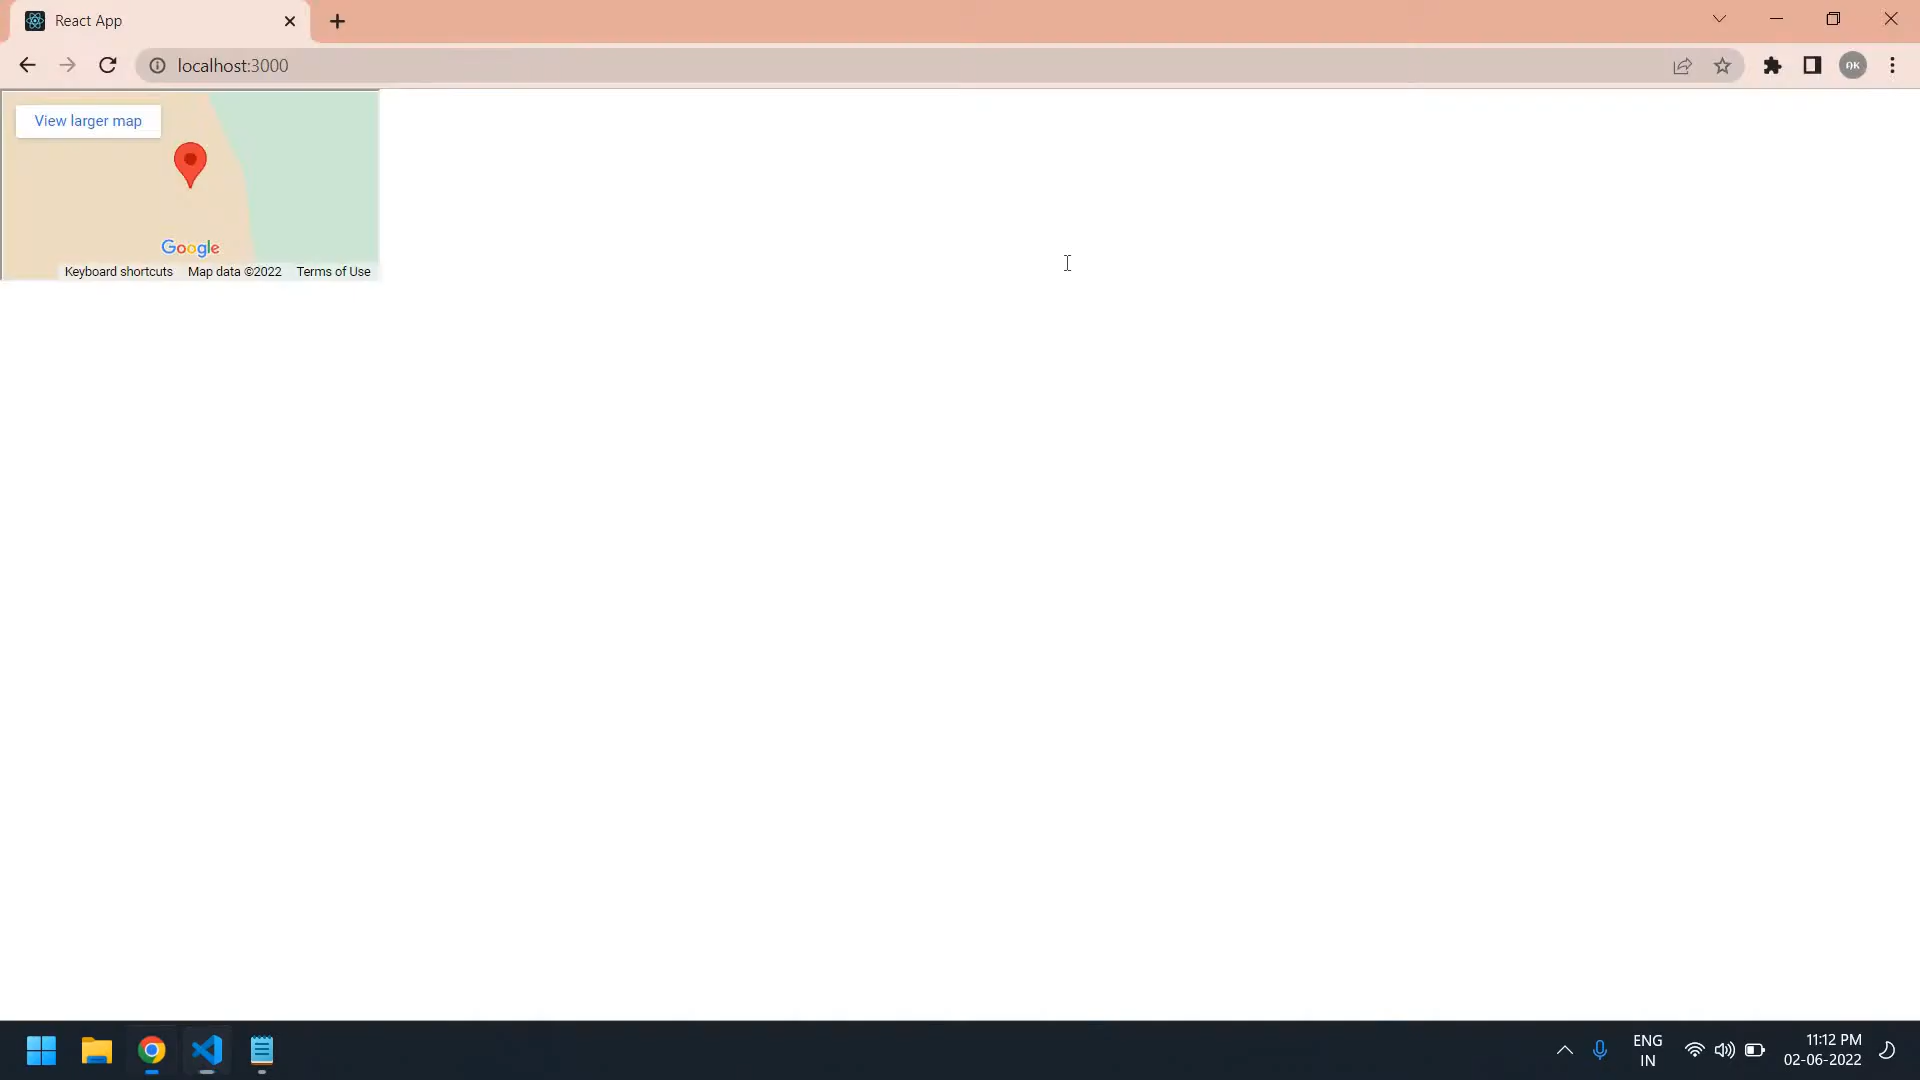 React App
localhost:3000
View larger map
Google
Keyboard shortcuts Map data ©2022 Terms of Use
ENG
IN
11:12 PM
02-06-2022